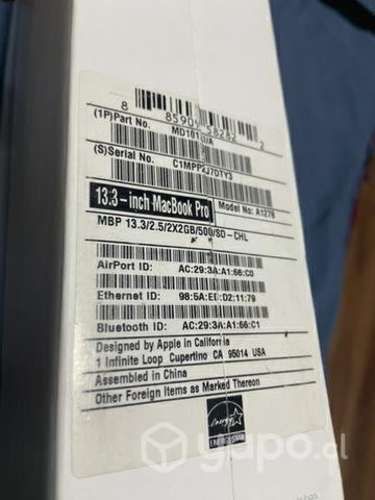 8 85909 58282 2
(1P)Part No.
(S)Serial No.
13.3-inch MacBook Pro Model No: A1278
MBP 13.3/2.5/2X2GB/500/SD-CHL
AirPort ID: AC:29:3A:A1:66:C0
Ethernet ID: 98:5A:EB:D2:11:79
Bluetooth ID: AC:29:3A:A1:66:C1
Designed by Apple in California
1 Infinite Loop Cupertino CA 95014 USA
Assembled in China
Other Foreign Items as Marked Thereon
ENERGY STAR
yapo.cl